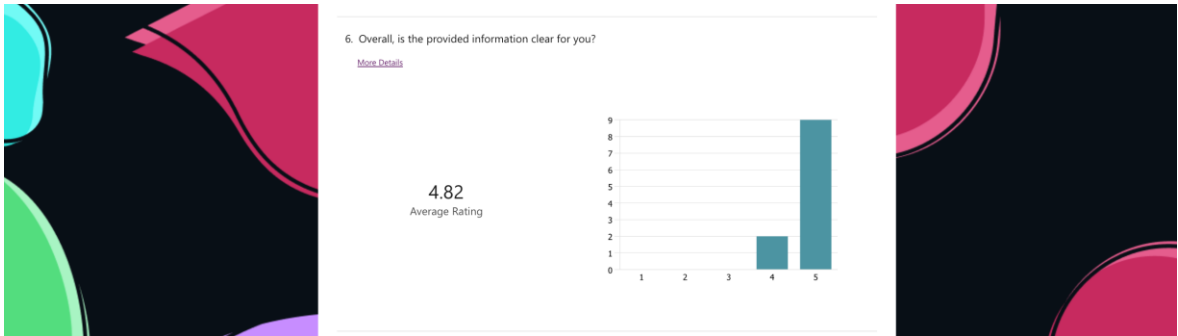 6. Overall, is the provided information clear for you?
More Details
9
8
7
6
5
4
3
2
1
0
4.82
Average Rating
1 2 3 4 5